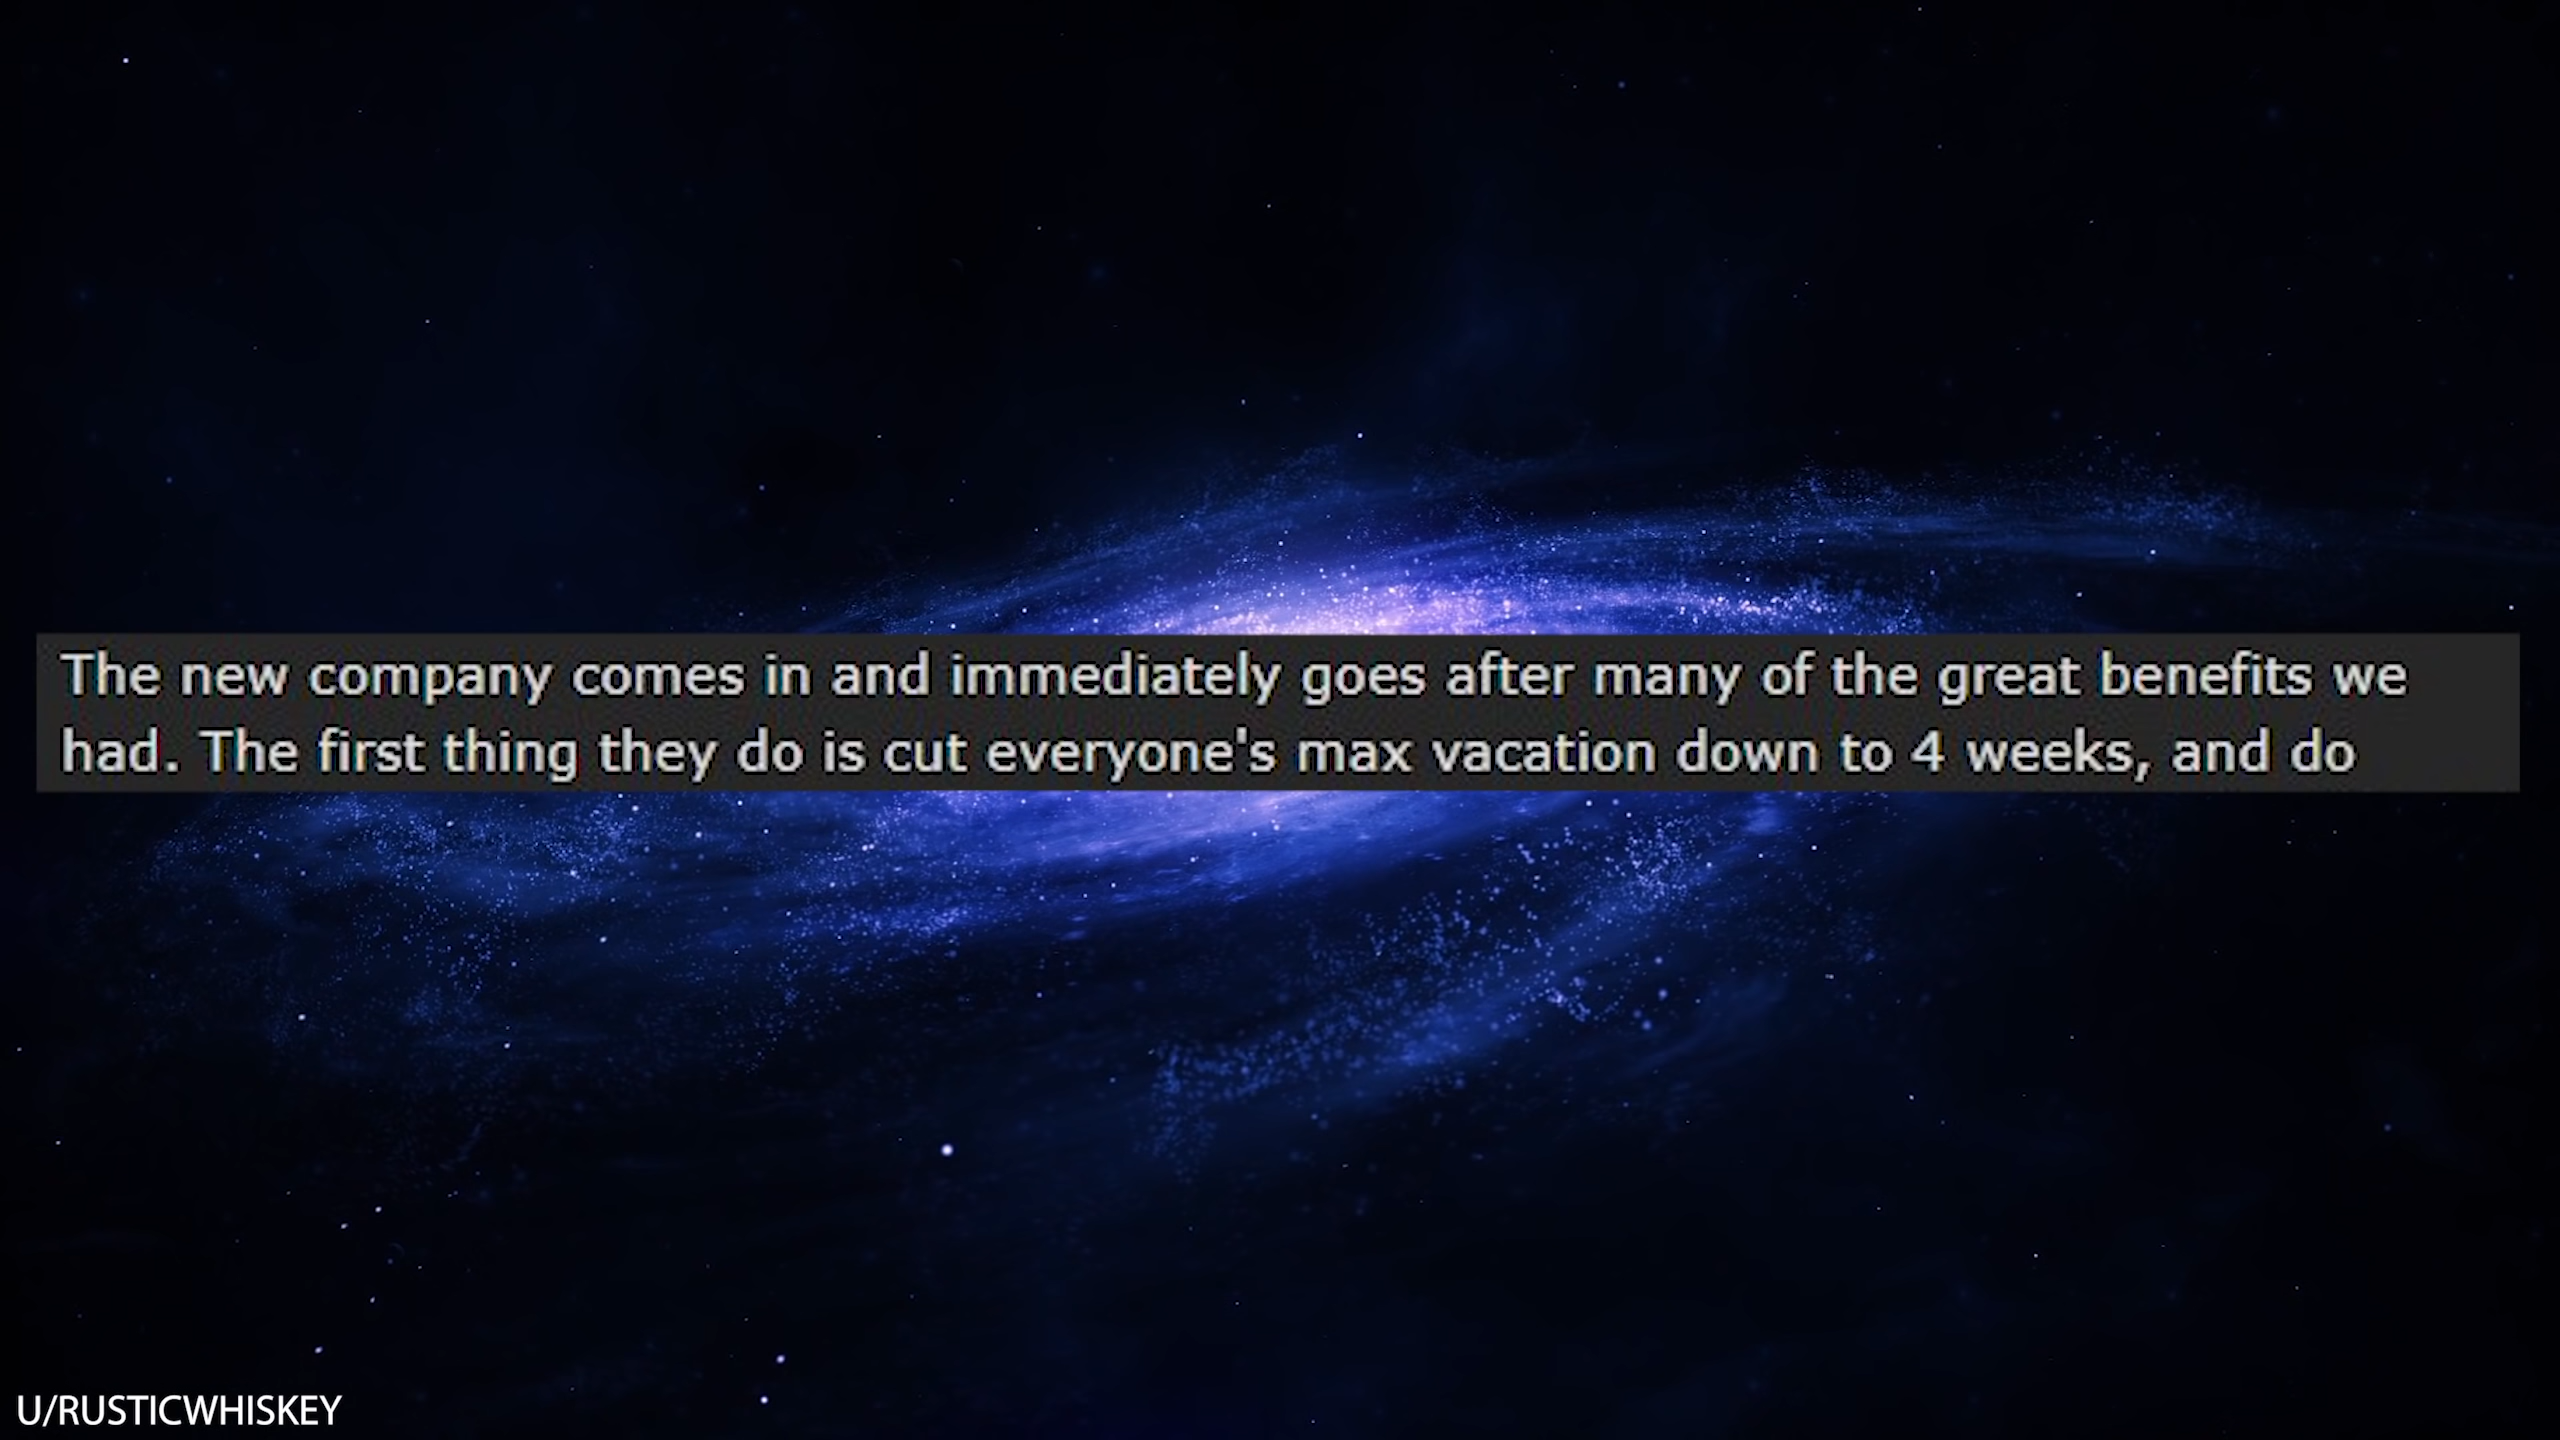 The new company comes in and immediately goes after many of the great benefits we
had. The first thing they do is cut everyone's max vacation down to 4 weeks, and do
U/RUSTICWHISKEY